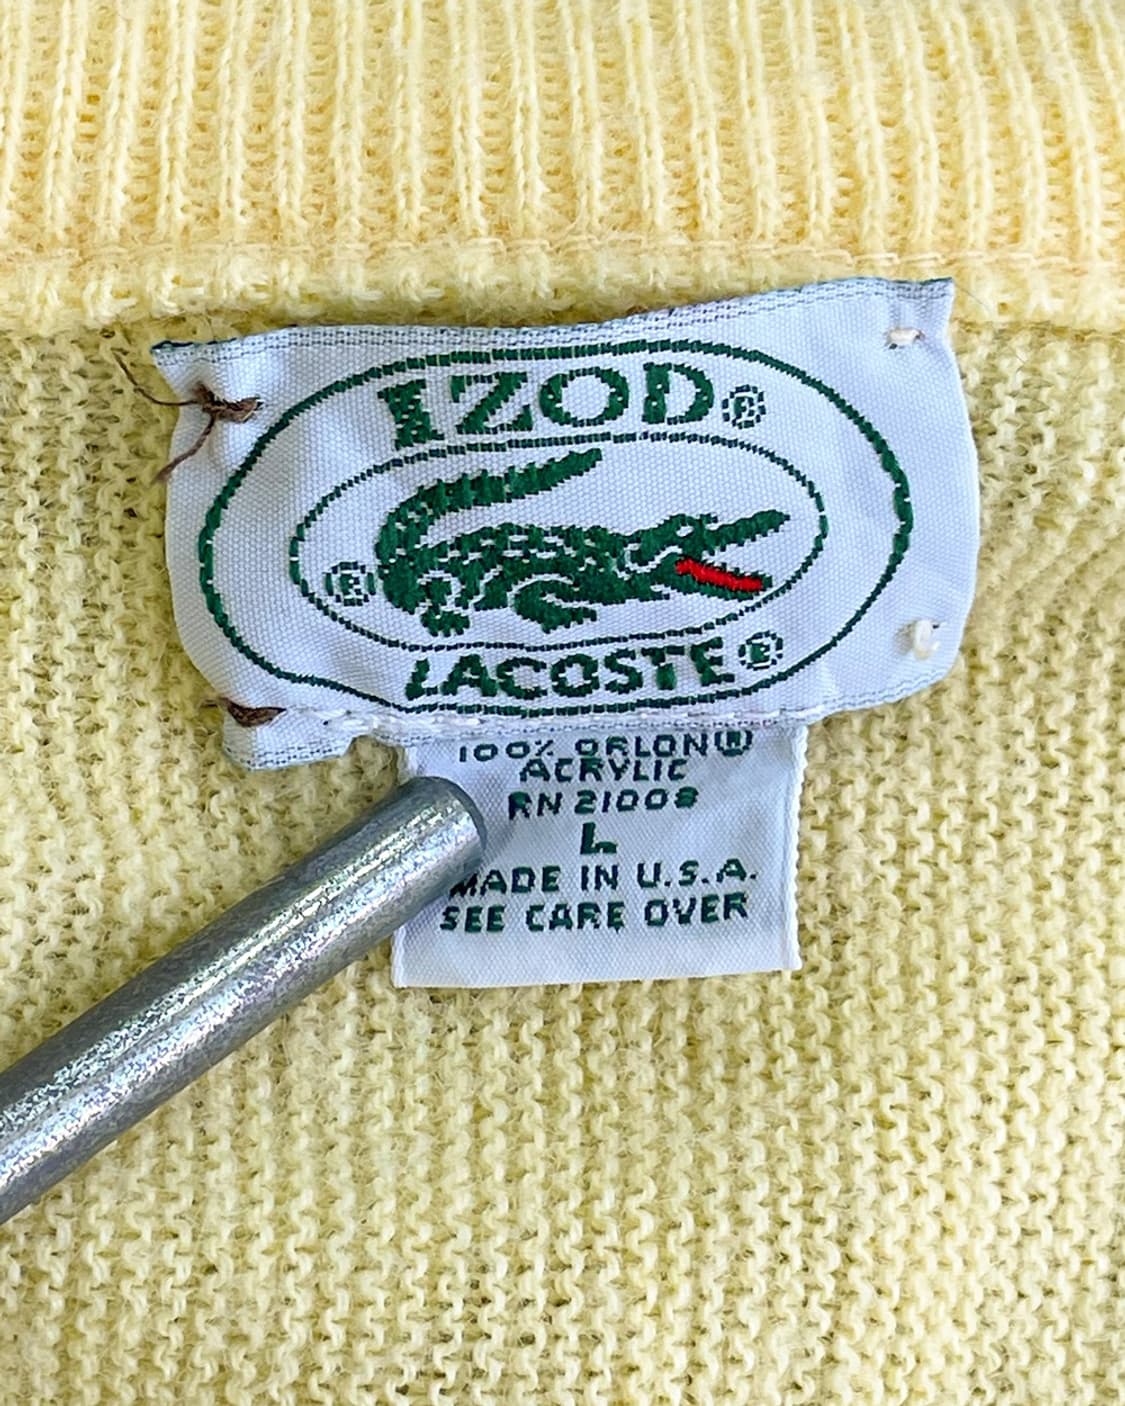 IZOD®
®
LACOSTE®
100% ORLON®
ACRYLIC
RN 21008
L
MADE IN U.S.A.
SEE CARE OVER